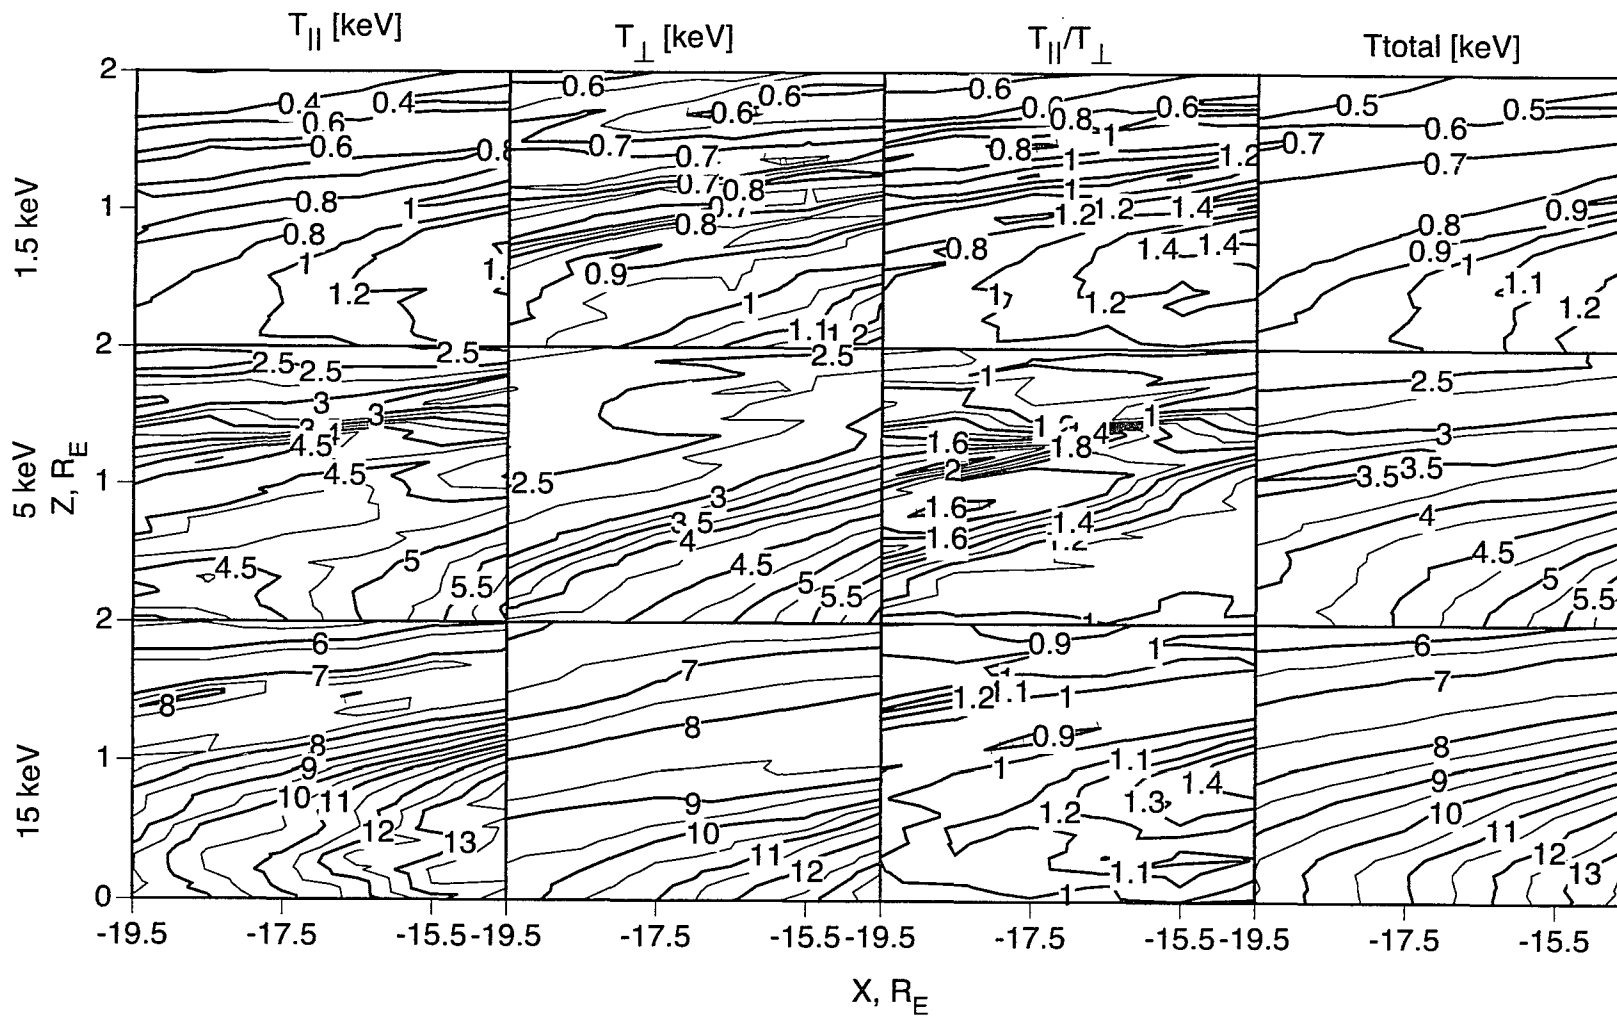 T|| [keV] T⊥ [keV] T||/T⊥ Ttotal [keV]
2
0.4 0.4 0.6 0.6 0.8 0.8 1 0.8 1 1.2
0.6 0.6 0.6 0.7 0.7 0.7 0.8 0.8 0.9 1 1.1
0.6 0.6 0.6 0.8 1 0.8 1 1.2 1 1.2 1.2 1.4 0.8 1.4 1.4 1 1.2
0.5 0.5 0.6 0.7 0.7 0.8 0.9 0.9 1 1.1 1.2
1.5 keV
1
2
2.5 2.5 2.5 3 3 4.5 4.5 4.5 5 5.5
2.5 2.5 3 3.5 4 4.5 5 5.5
1 1 1.6 1.8 2 1.6 1.4 1.6 1.2 1
2.5 3 3.5 3.5 4 4.5 5 5.5
5 keV
Z, RE
1
2
6 7 8 8 9 10 11 12 13
7 8 9 10 11 12
0.9 1 1.2 1.1 1 0.9 1 1.1 1.4 1.3 1.2 1.1 1
6 7 8 9 10 11 12 13
15 keV
1
0
-19.5 -17.5 -15.5 -19.5 -17.5 -15.5 -19.5 -17.5 -15.5 -19.5 -17.5 -15.5
X, RE